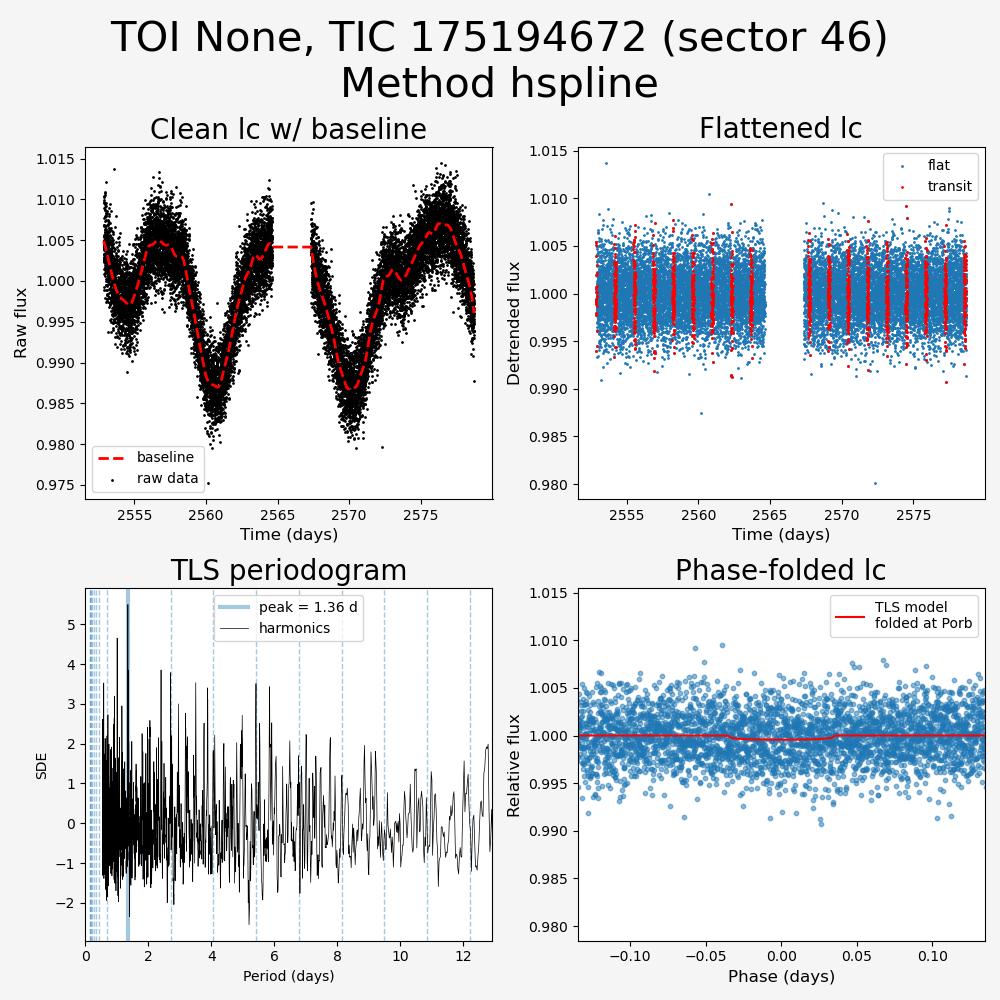 TOI None, TIC 175194672 (sector 46)
Method hspline
Clean lc w/ baseline
Raw flux
1.015
1.010
1.005
1.000
0.995
0.990
0.985
0.980
0.975
baseline
raw data
2555
2560
2565
2570
2575
Time (days)
Flattened lc
Detrended flux
1.015
1.010
1.005
1.000
0.995
0.990
0.985
0.980
flat
transit
2555
2560
2565
2570
2575
Time (days)
TLS periodogram
SDE
5
4
3
2
1
0
−1
−2
peak = 1.36 d
harmonics
0
2
4
6
8
10
12
Period (days)
Phase-folded lc
Relative flux
1.015
1.010
1.005
1.000
0.995
0.990
0.985
0.980
TLS model
folded at Porb
−0.10
−0.05
0.00
0.05
0.10
Phase (days)